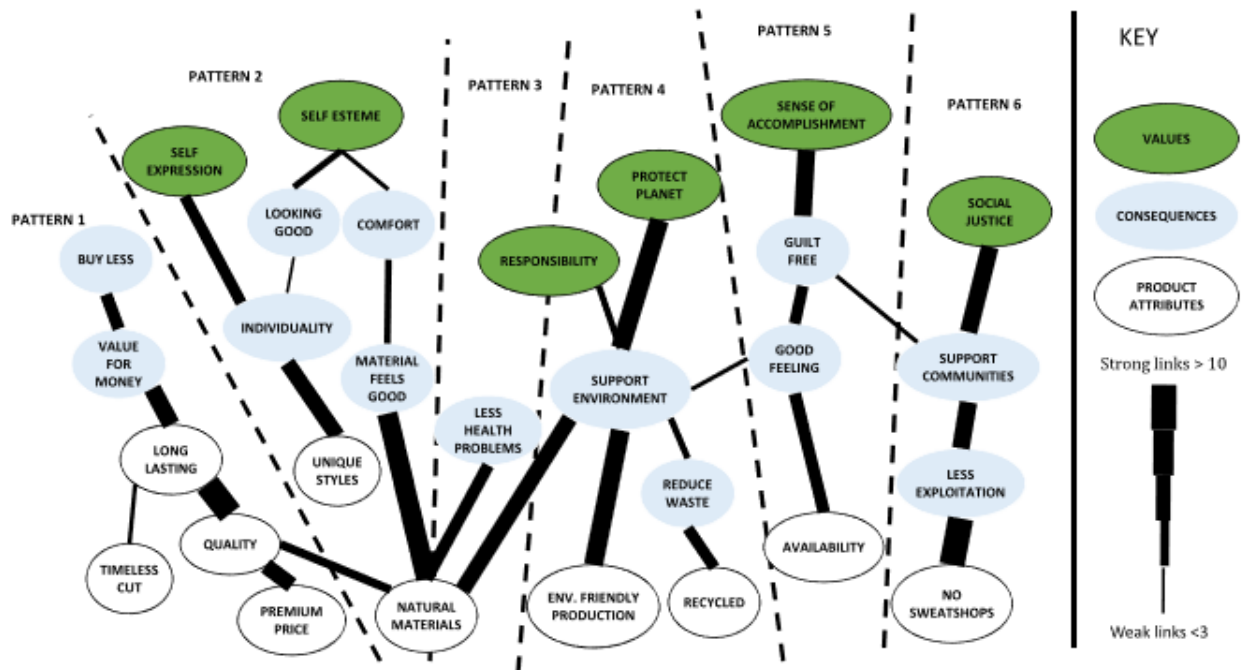 PATTERN 1
BUY LESS
VALUE
FOR
MONEY
LONG
LASTING
TIMELESS
CUT
QUALITY
PREMIUM
PRICE
PATTERN 2
SELF
EXPRESSION
SELF ESTEME
LOOKING
GOOD
COMFORT
INDIVIDUALITY
MATERIAL
FEELS
GOOD
UNIQUE
STYLES
NATURAL
MATERIALS
PATTERN 3
LESS
HEALTH
PROBLEMS
PATTERN 4
PROTECT
PLANET
RESPONSIBILITY
SUPPORT
ENVIRONMENT
REDUCE
WASTE
ENV. FRIENDLY
PRODUCTION
RECYCLED
PATTERN 5
SENSE OF
ACCOMPLISHMENT
GUILT
FREE
GOOD
FEELING
AVAILABILITY
PATTERN 6
SOCIAL
JUSTICE
SUPPORT
COMMUNITIES
LESS
EXPLOITATION
NO
SWEATSHOPS
KEY
VALUES
CONSEQUENCES
PRODUCT
ATTRIBUTES
Strong links > 10
Weak links <3